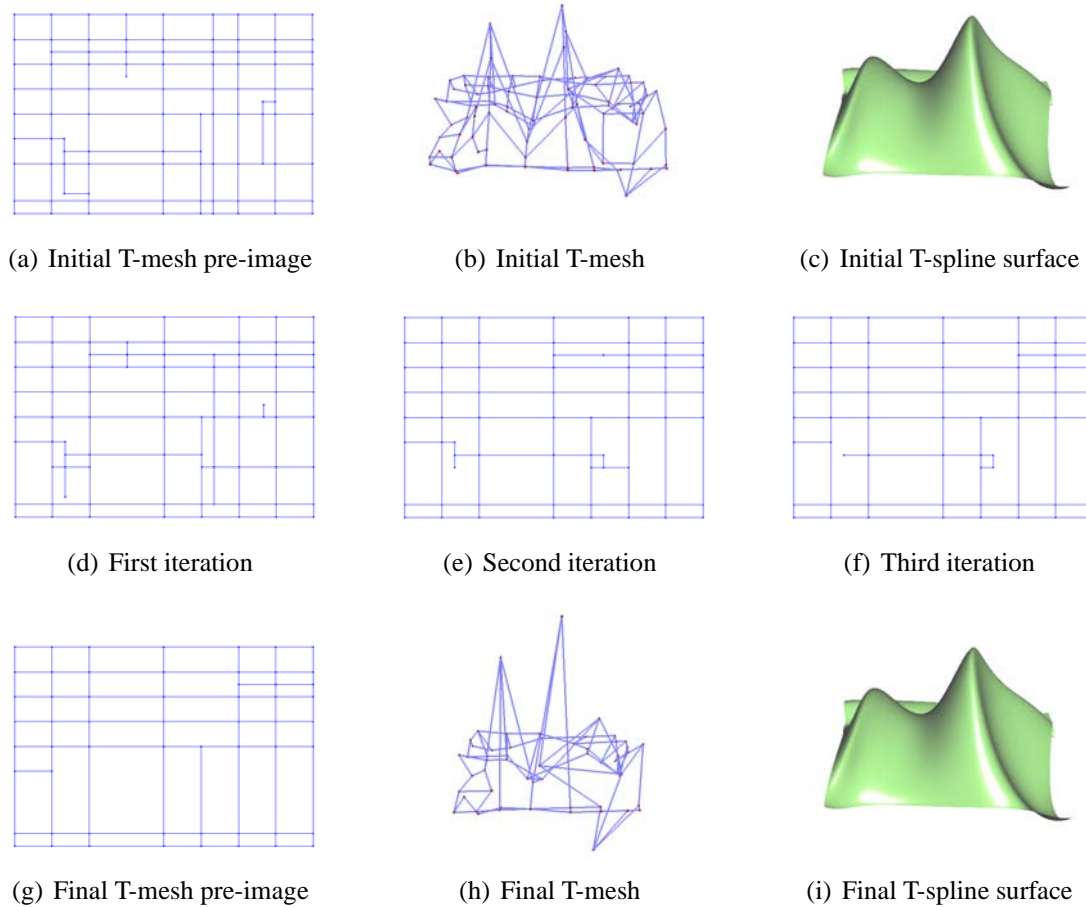 (a) Initial T-mesh pre-image
(b) Initial T-mesh
(c) Initial T-spline surface
(d) First iteration
(e) Second iteration
(f) Third iteration
(g) Final T-mesh pre-image
(h) Final T-mesh
(i) Final T-spline surface